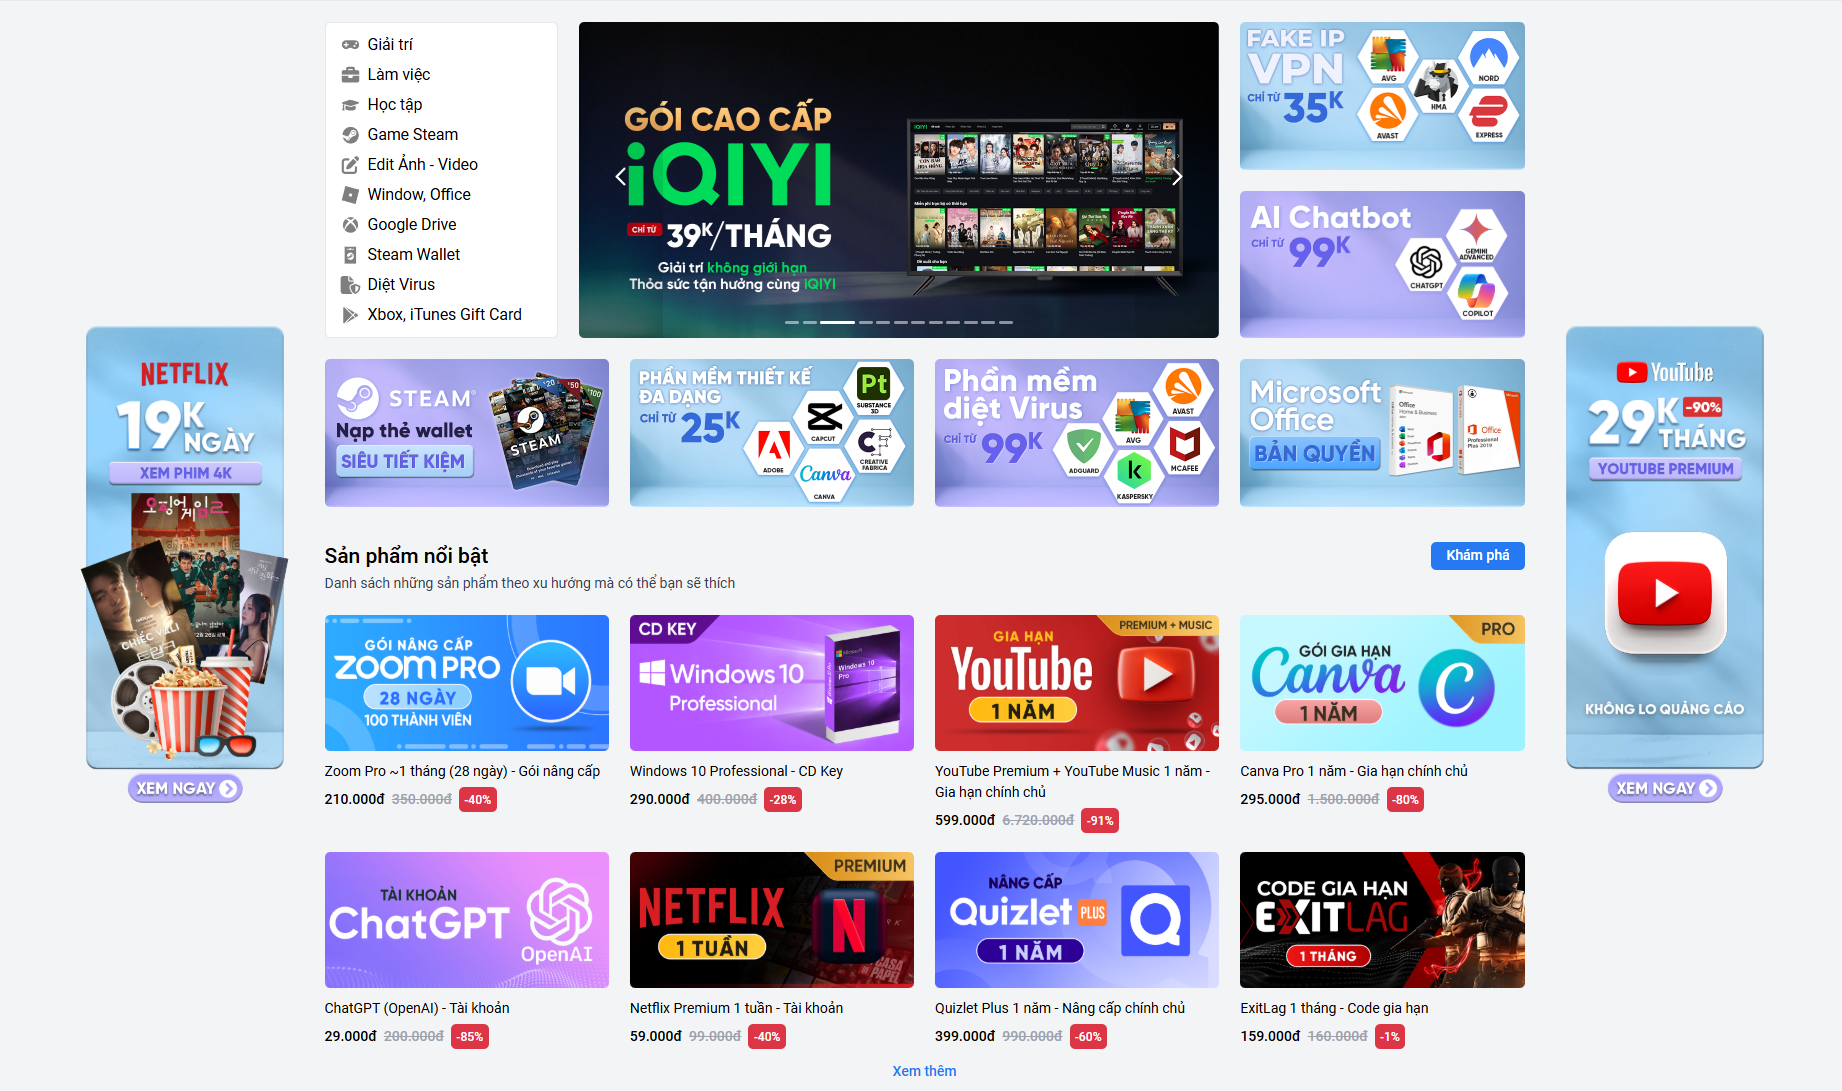 Giải trí
Làm việc
Học tập
Game Steam
Edit Ảnh - Video
Window, Office
Google Drive
Steam Wallet
Diệt Virus
Xbox, iTunes Gift Card
GÓI CAO CẤP
iQIYI
CHỈ TỪ 39K/THÁNG
Giải trí không giới hạn
Thỏa sức tận hưởng cùng iQIYI
FAKE IP
VPN
CHỈ TỪ 35K
AVG
NORD
HMA
AVAST
EXPRESS
AI Chatbot
CHỈ TỪ 99K
GEMINI
ADVANCED
CHATGPT
COPILOT
STEAM
Nạp thẻ wallet
SIÊU TIẾT KIỆM
STEAM
PHẦN MỀM THIẾT KẾ
ĐA DẠNG
CHỈ TỪ 25K
Pt
SUBSTANCE
3D
CAPCUT
ADOBE
CREATIVE
FABRICA
Canva
CANVA
Phần mềm
diệt Virus
CHỈ TỪ 99K
AVAST
AVG
ADGUARD
MCAFEE
KASPERSKY
Microsoft
Office
BẢN QUYỀN
Office
Office
NETFLIX
19K
NGÀY
XEM PHIM 4K
오징어게임2
XEM NGAY
YouTube
29K -90%
THÁNG
YOUTUBE PREMIUM
KHÔNG LO QUẢNG CÁO
XEM NGAY
Sản phẩm nổi bật
Khám phá
Danh sách những sản phẩm theo xu hướng mà có thể bạn sẽ thích
GÓI NÂNG CẤP
ZOOM PRO
28 NGÀY
100 THÀNH VIÊN
Zoom Pro ~1 tháng (28 ngày) - Gói nâng cấp
210.000đ 350.000đ -40%
CD KEY
Windows 10
Professional
Windows 10
Pro
Windows 10 Professional - CD Key
290.000đ 400.000đ -28%
PREMIUM + MUSIC
GIA HẠN
YouTube
1 NĂM
YouTube Premium + YouTube Music 1 năm -
Gia hạn chính chủ
599.000đ 6.720.000đ -91%
PRO
GÓI GIA HẠN
Canva
1 NĂM
C
Canva Pro 1 năm - Gia hạn chính chủ
295.000đ 1.500.000đ -80%
TÀI KHOẢN
ChatGPT
OpenAI
ChatGPT (OpenAI) - Tài khoản
29.000đ 200.000đ -85%
PREMIUM
NETFLIX
1 TUẦN
N
Netflix Premium 1 tuần - Tài khoản
59.000đ 99.000đ -40%
NÂNG CẤP
Quizlet PLUS
1 NĂM
Q
Quizlet Plus 1 năm - Nâng cấp chính chủ
399.000đ 990.000đ -60%
CODE GIA HẠN
EXITLAG
1 THÁNG
ExitLag 1 tháng - Code gia hạn
159.000đ 160.000đ -1%
Xem thêm